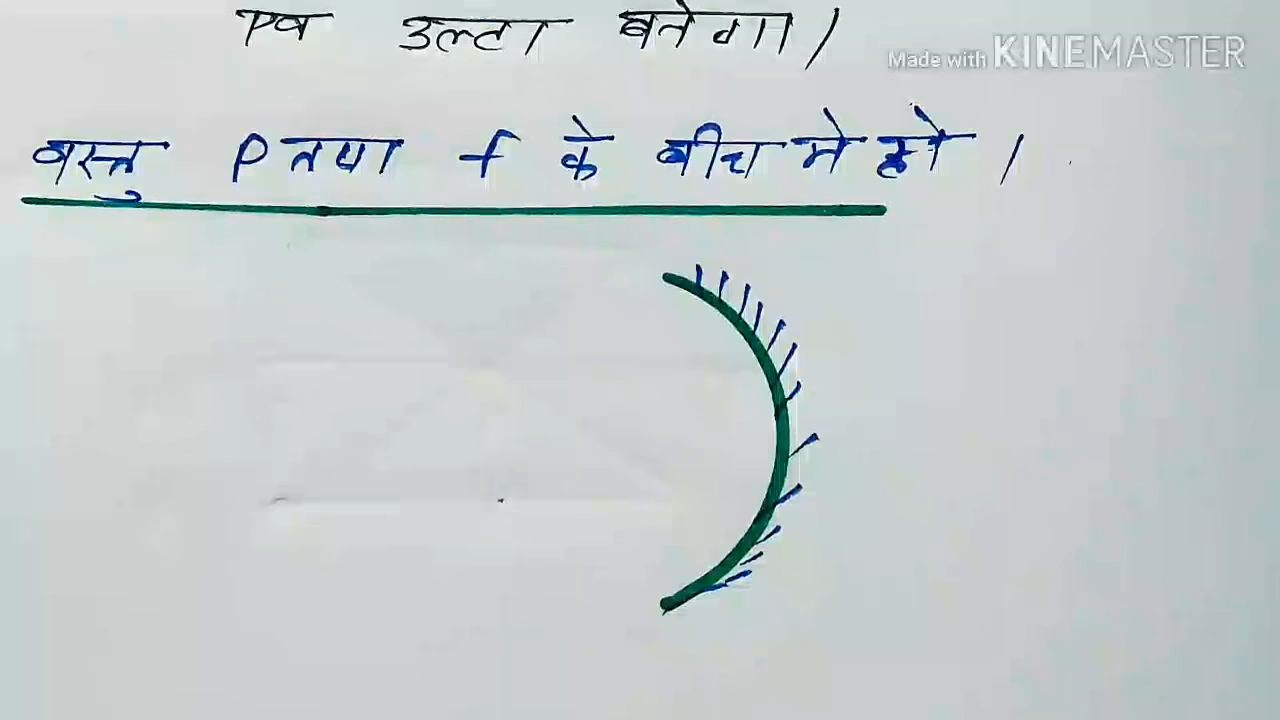 एवं उल्टा बनेगा।
Made with KINEMASTER
वस्तु P तथा f के बीच मे हो ।